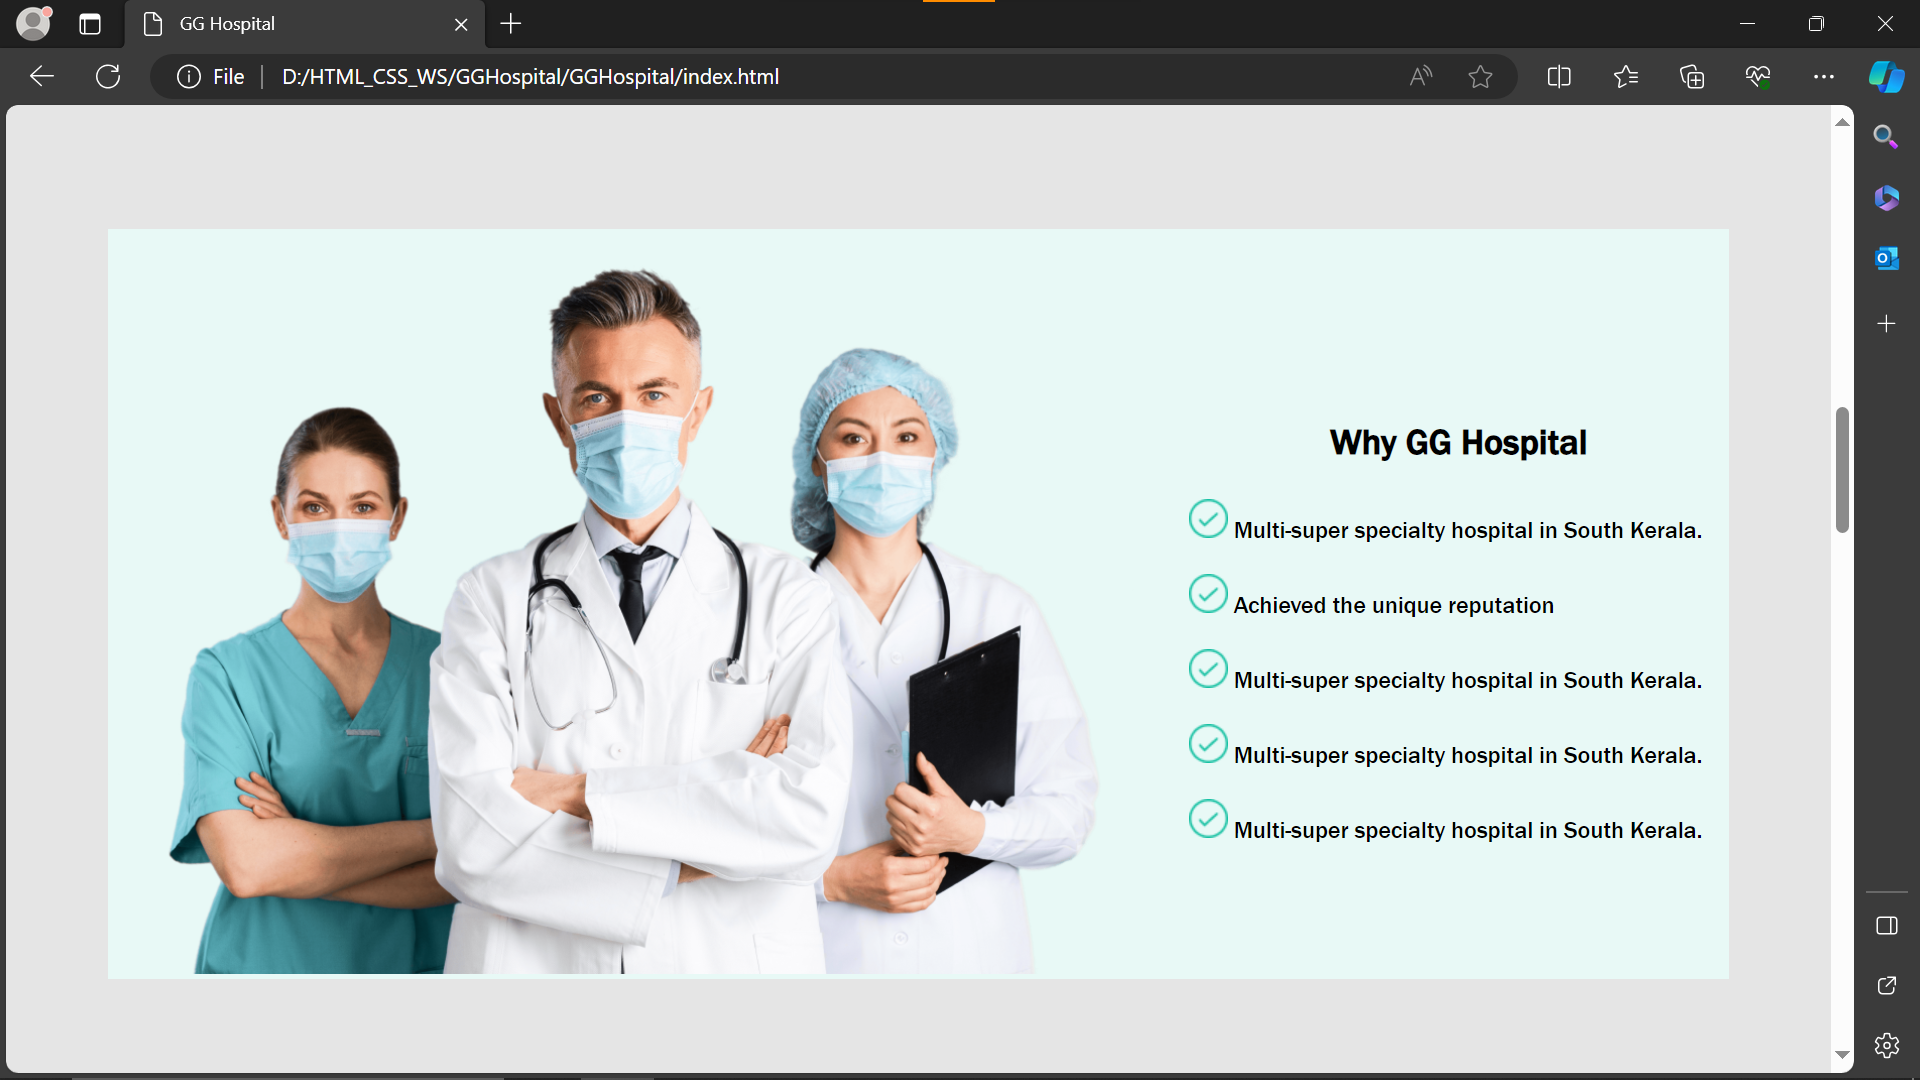 GG Hospital
File
D:/HTML_CSS_WS/GGHospital/GGHospital/index.html
Why GG Hospital
Multi-super specialty hospital in South Kerala.
Achieved the unique reputation
Multi-super specialty hospital in South Kerala.
Multi-super specialty hospital in South Kerala.
Multi-super specialty hospital in South Kerala.